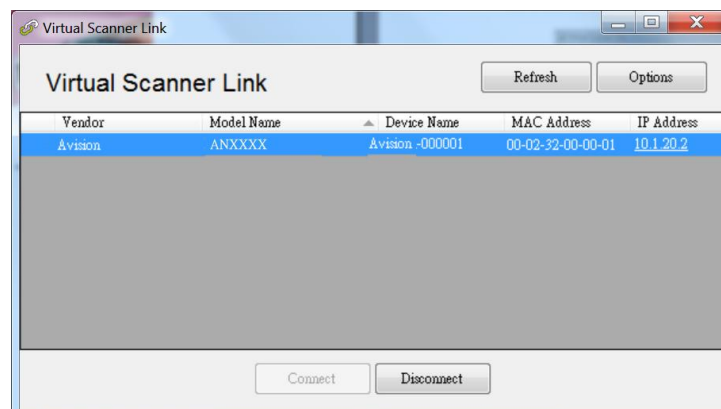 Virtual Scanner Link
Virtual Scanner Link
Refresh
Options
Vendor Model Name Device Name MAC Address IP Address
Avision ANXXXX Avision -000001 00-02-32-00-00-01 10.1.20.2
Connect
Disconnect